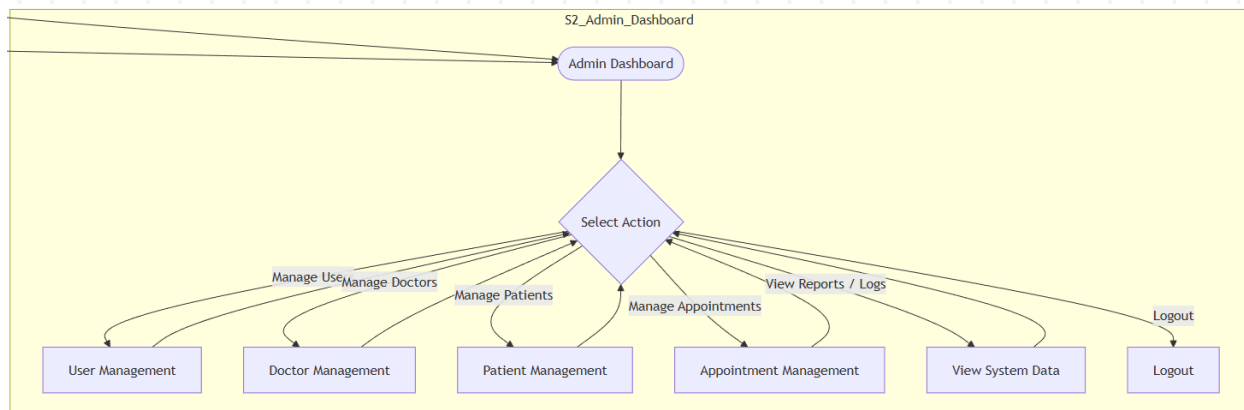 S2_Admin_Dashboard
Admin Dashboard
Select Action
Manage Use
Manage Doctors
Manage Patients
Manage Appointments
View Reports / Logs
Logout
User Management
Doctor Management
Patient Management
Appointment Management
View System Data
Logout